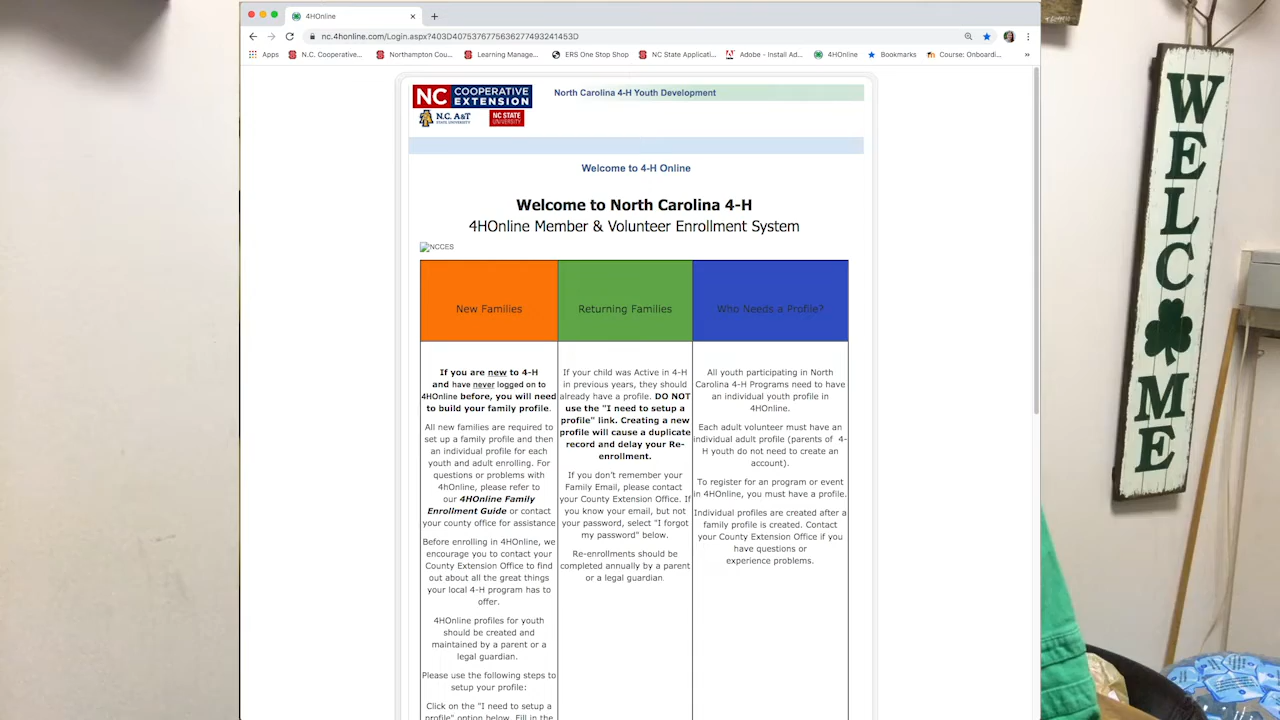 4HOnline
nc.4honline.com/Login.aspx?403D4075376775636277493241453D
Apps
N.C. Cooperative...
Northampton Cou...
Learning Manage...
ERS One Stop Shop
NC State Applicati...
Adobe - Install Ad...
4HOnline
Bookmarks
Course: Onboardi...
»
NC COOPERATIVE
EXTENSION
N.C. A&T
STATE UNIVERSITY
NC STATE
UNIVERSITY
North Carolina 4-H Youth Development
Welcome to 4-H Online
Welcome to North Carolina 4-H
4HOnline Member & Volunteer Enrollment System
NCCES
New Families
If you are new to 4-H
and have never logged on to
4HOnline before, you will need
to build your family profile.
All new families are required to
set up a family profile and then
an individual profile for each
youth and adult enrolling. For
questions or problems with
4hOnline, please refer to
our 4HOnline Family
Enrollment Guide or contact
your county office for assistance
Before enrolling in 4HOnline, we
encourage you to contact your
County Extension Office to find
out about all the great things
your local 4-H program has to
offer.
4HOnline profiles for youth
should be created and
maintained by a parent or a
legal guardian.
Please use the following steps to
setup your profile:
Click on the "I need to setup a
profile" option below. Fill in the
Returning Families
If your child was Active in 4-H
in previous years, they should
already have a profile. DO NOT
use the "I need to setup a
profile" link. Creating a new
profile will cause a duplicate
record and delay your Re-
enrollment.
If you don't remember your
Family Email, please contact
your County Extension Office. If
you know your email, but not
your password, select "I forgot
my password" below.
Re-enrollments should be
completed annually by a parent
or a legal guardian.
Who Needs a Profile?
All youth participating in North
Carolina 4-H Programs need to have
an individual youth profile in
4HOnline.
Each adult volunteer must have an
individual adult profile (parents of 4-
H youth do not need to create an
account).
To register for an program or event
in 4HOnline, you must have a profile.
Individual profiles are created after a
family profile is created. Contact
your County Extension Office if you
have questions or
experience problems.
WELC☘ME